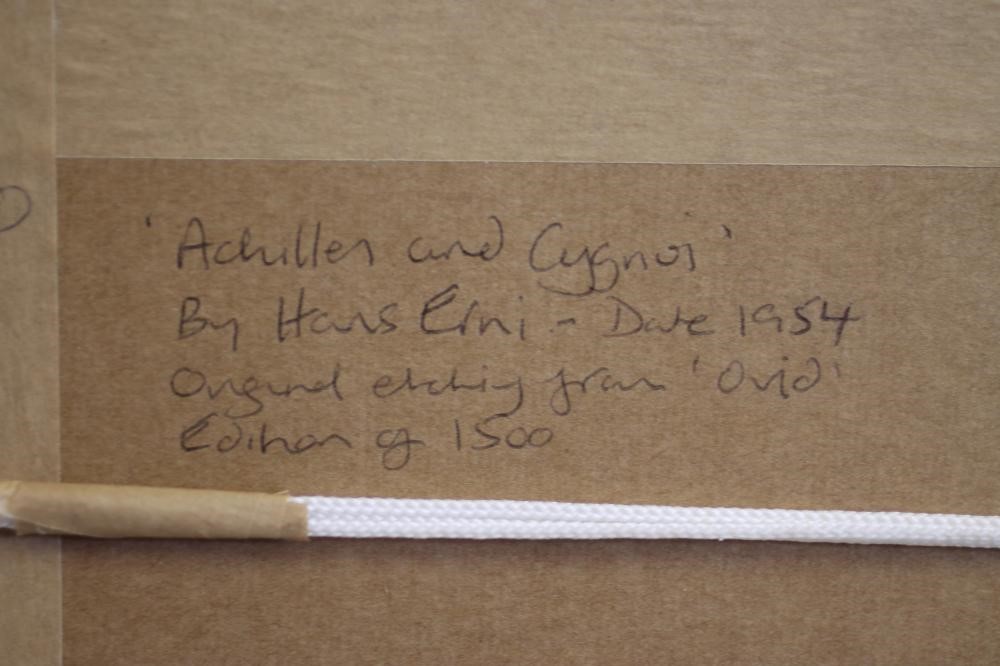 'Achilles and Cygnus'
By Hans Erni - Date 1954
Original etching from 'Ovid'
Edition of 1500